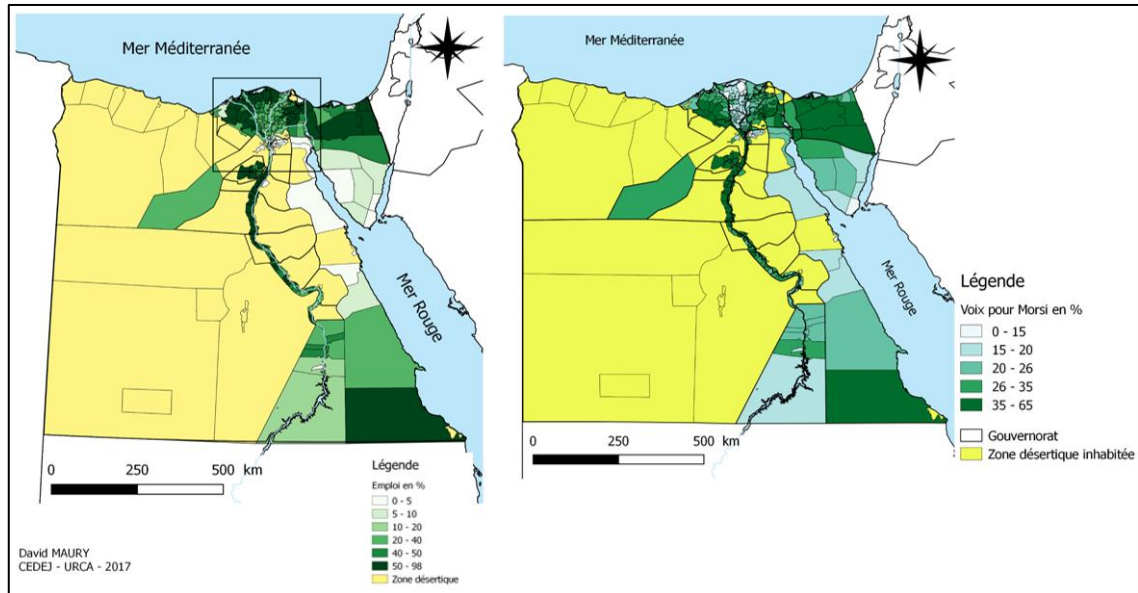 Mer Méditerranée
Mer Rouge
0 250 500 km
Légende
Emploi en %
0 - 5
5 - 10
10 - 20
20 - 40
40 - 50
50 - 98
Zone désertique
David MAURY
CEDEJ - URCA - 2017
Mer Méditerranée
Mer Rouge
0 250 500 km
Légende
Voix pour Morsi en %
0 - 15
15 - 20
20 - 26
26 - 35
35 - 65
Gouvernorat
Zone désertique inhabitée